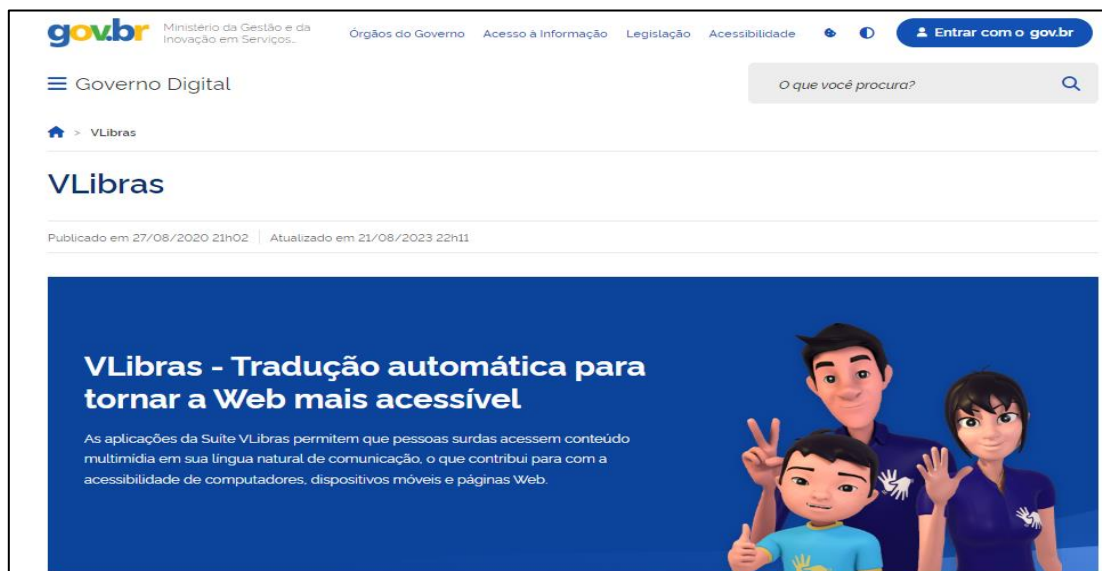 gov.br
Ministério da Gestão e da
Inovação em Serviços...
Órgãos do Governo Acesso à Informação Legislação Acessibilidade
Entrar com o gov.br
Governo Digital
O que você procura?
> VLibras
VLibras
Publicado em 27/08/2020 21h02 Atualizado em 21/08/2023 22h11
VLibras - Tradução automática para
tornar a Web mais acessível
As aplicações da Suíte VLibras permitem que pessoas surdas acessem conteúdo
multimídia em sua língua natural de comunicação, o que contribui para com a
acessibilidade de computadores, dispositivos móveis e páginas Web.